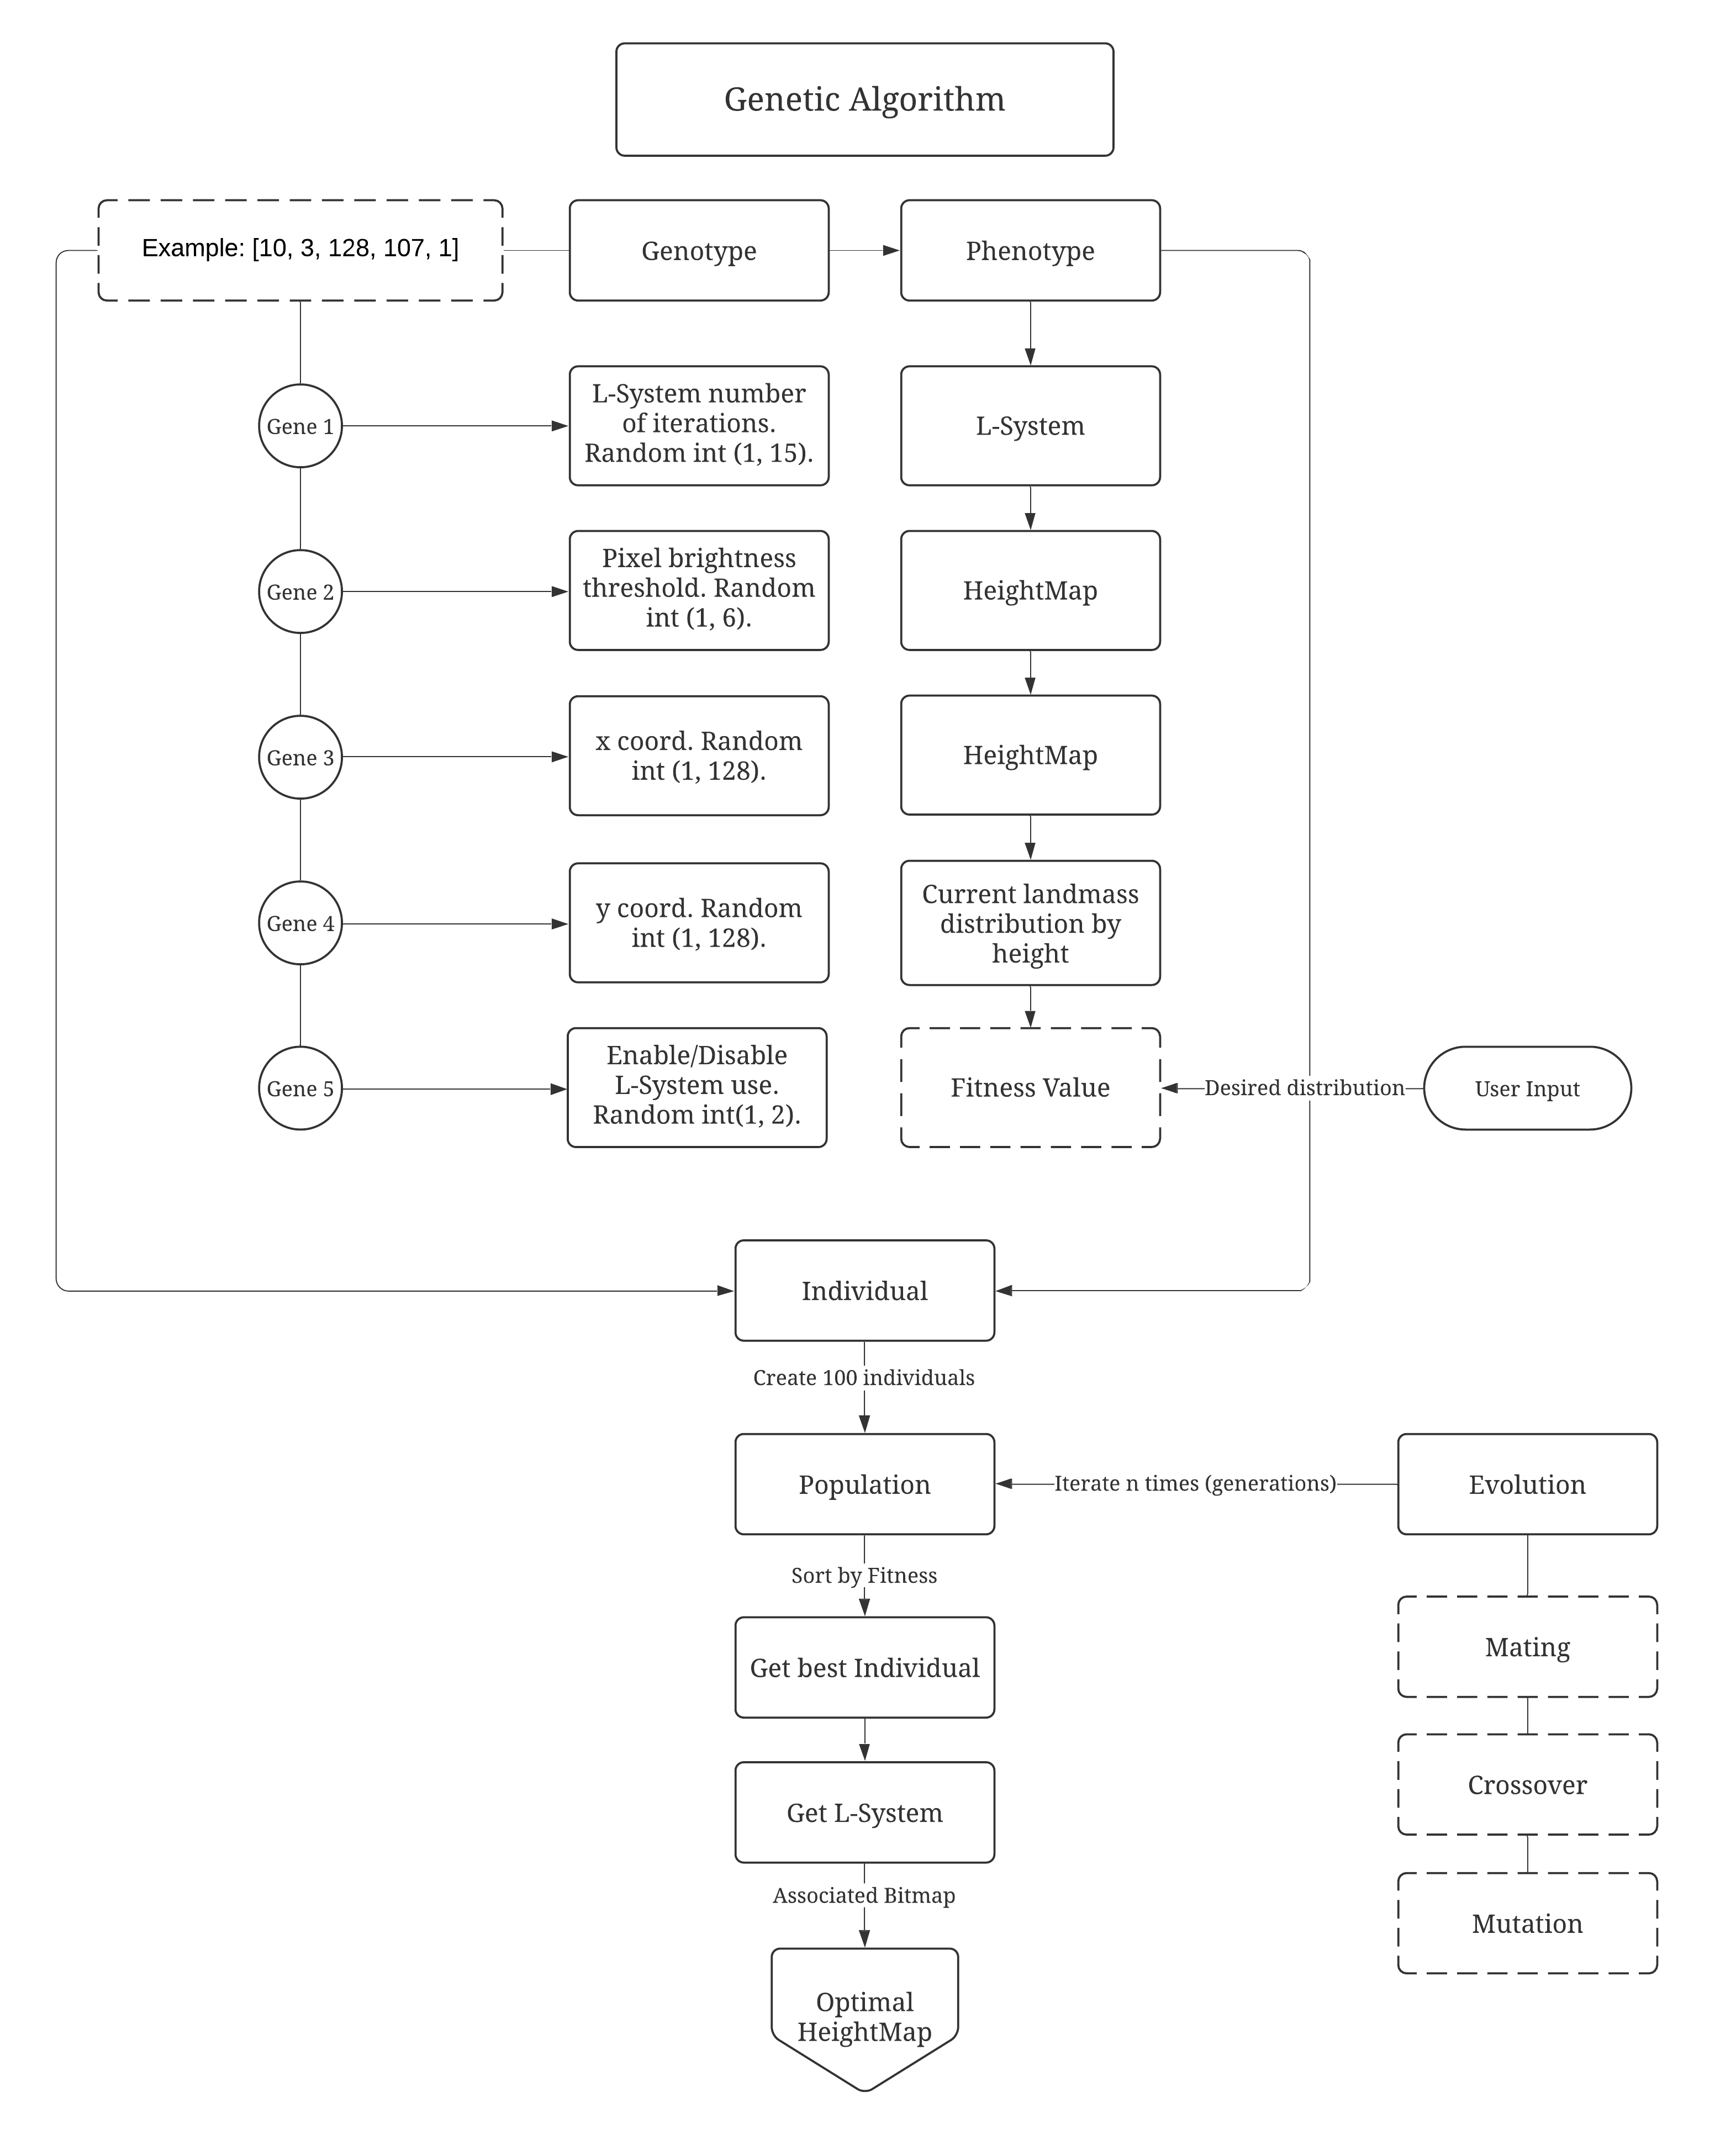 Genetic Algorithm
Example: [10, 3, 128, 107, 1]
Genotype
Phenotype
Gene 1
L-System number
of iterations.
Random int (1, 15).
L-System
Gene 2
Pixel brightness
threshold. Random
int (1, 6).
HeightMap
Gene 3
x coord. Random
int (1, 128).
HeightMap
Gene 4
y coord. Random
int (1, 128).
Current landmass
distribution by
height
Gene 5
Enable/Disable
L-System use.
Random int(1, 2).
Fitness Value
Desired distribution
User Input
Individual
Create 100 individuals
Population
Iterate n times (generations)
Evolution
Sort by Fitness
Get best Individual
Mating
Get L-System
Crossover
Associated Bitmap
Mutation
Optimal
HeightMap